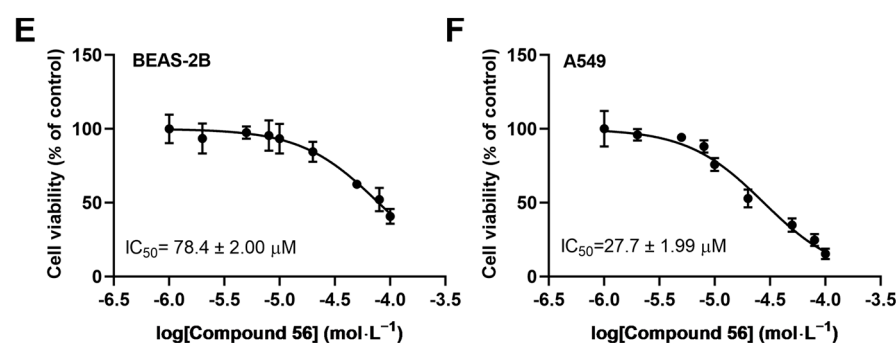 E
BEAS-2B
Cell viability (% of control)
150
100
50
0
IC50= 78.4 ± 2.00 μM
-6.5 -6.0 -5.5 -5.0 -4.5 -4.0 -3.5
log[Compound 56] (mol·L⁻¹)
F
A549
Cell viability (% of control)
150
100
50
0
IC50=27.7 ± 1.99 μM
-6.5 -6.0 -5.5 -5.0 -4.5 -4.0 -3.5
log[Compound 56] (mol·L⁻¹)